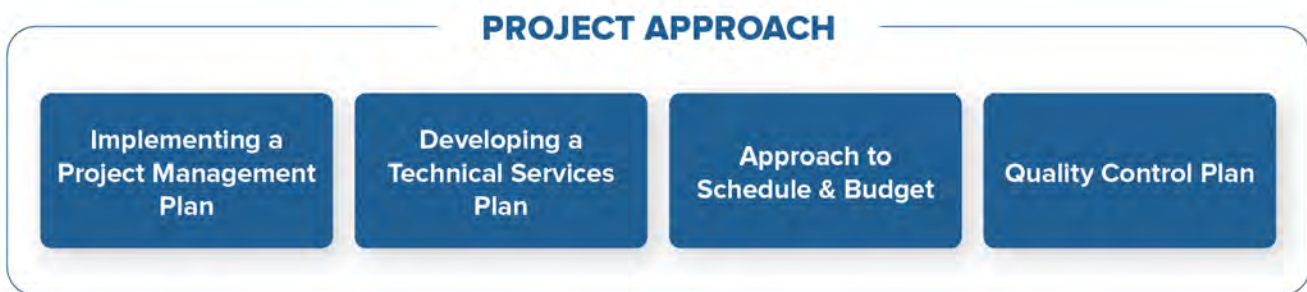 PROJECT APPROACH
Implementing a
Project Management
Plan
Developing a
Technical Services
Plan
Approach to
Schedule & Budget
Quality Control Plan